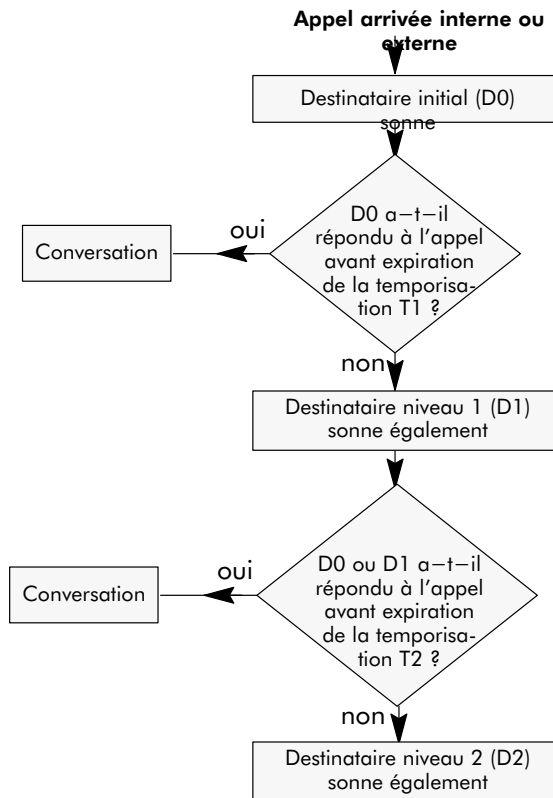 Appel arrivée interne ou
externe
Destinataire initial (D0)
sonne
D0 a–t–il
répondu à l’appel
avant expiration
de la temporisa-
tion T1 ?
oui
Conversation
non
Destinataire niveau 1 (D1)
sonne également
D0 ou D1 a–t–il
répondu à l’appel
avant expiration
de la temporisa-
tion T2 ?
oui
Conversation
non
Destinataire niveau 2 (D2)
sonne également